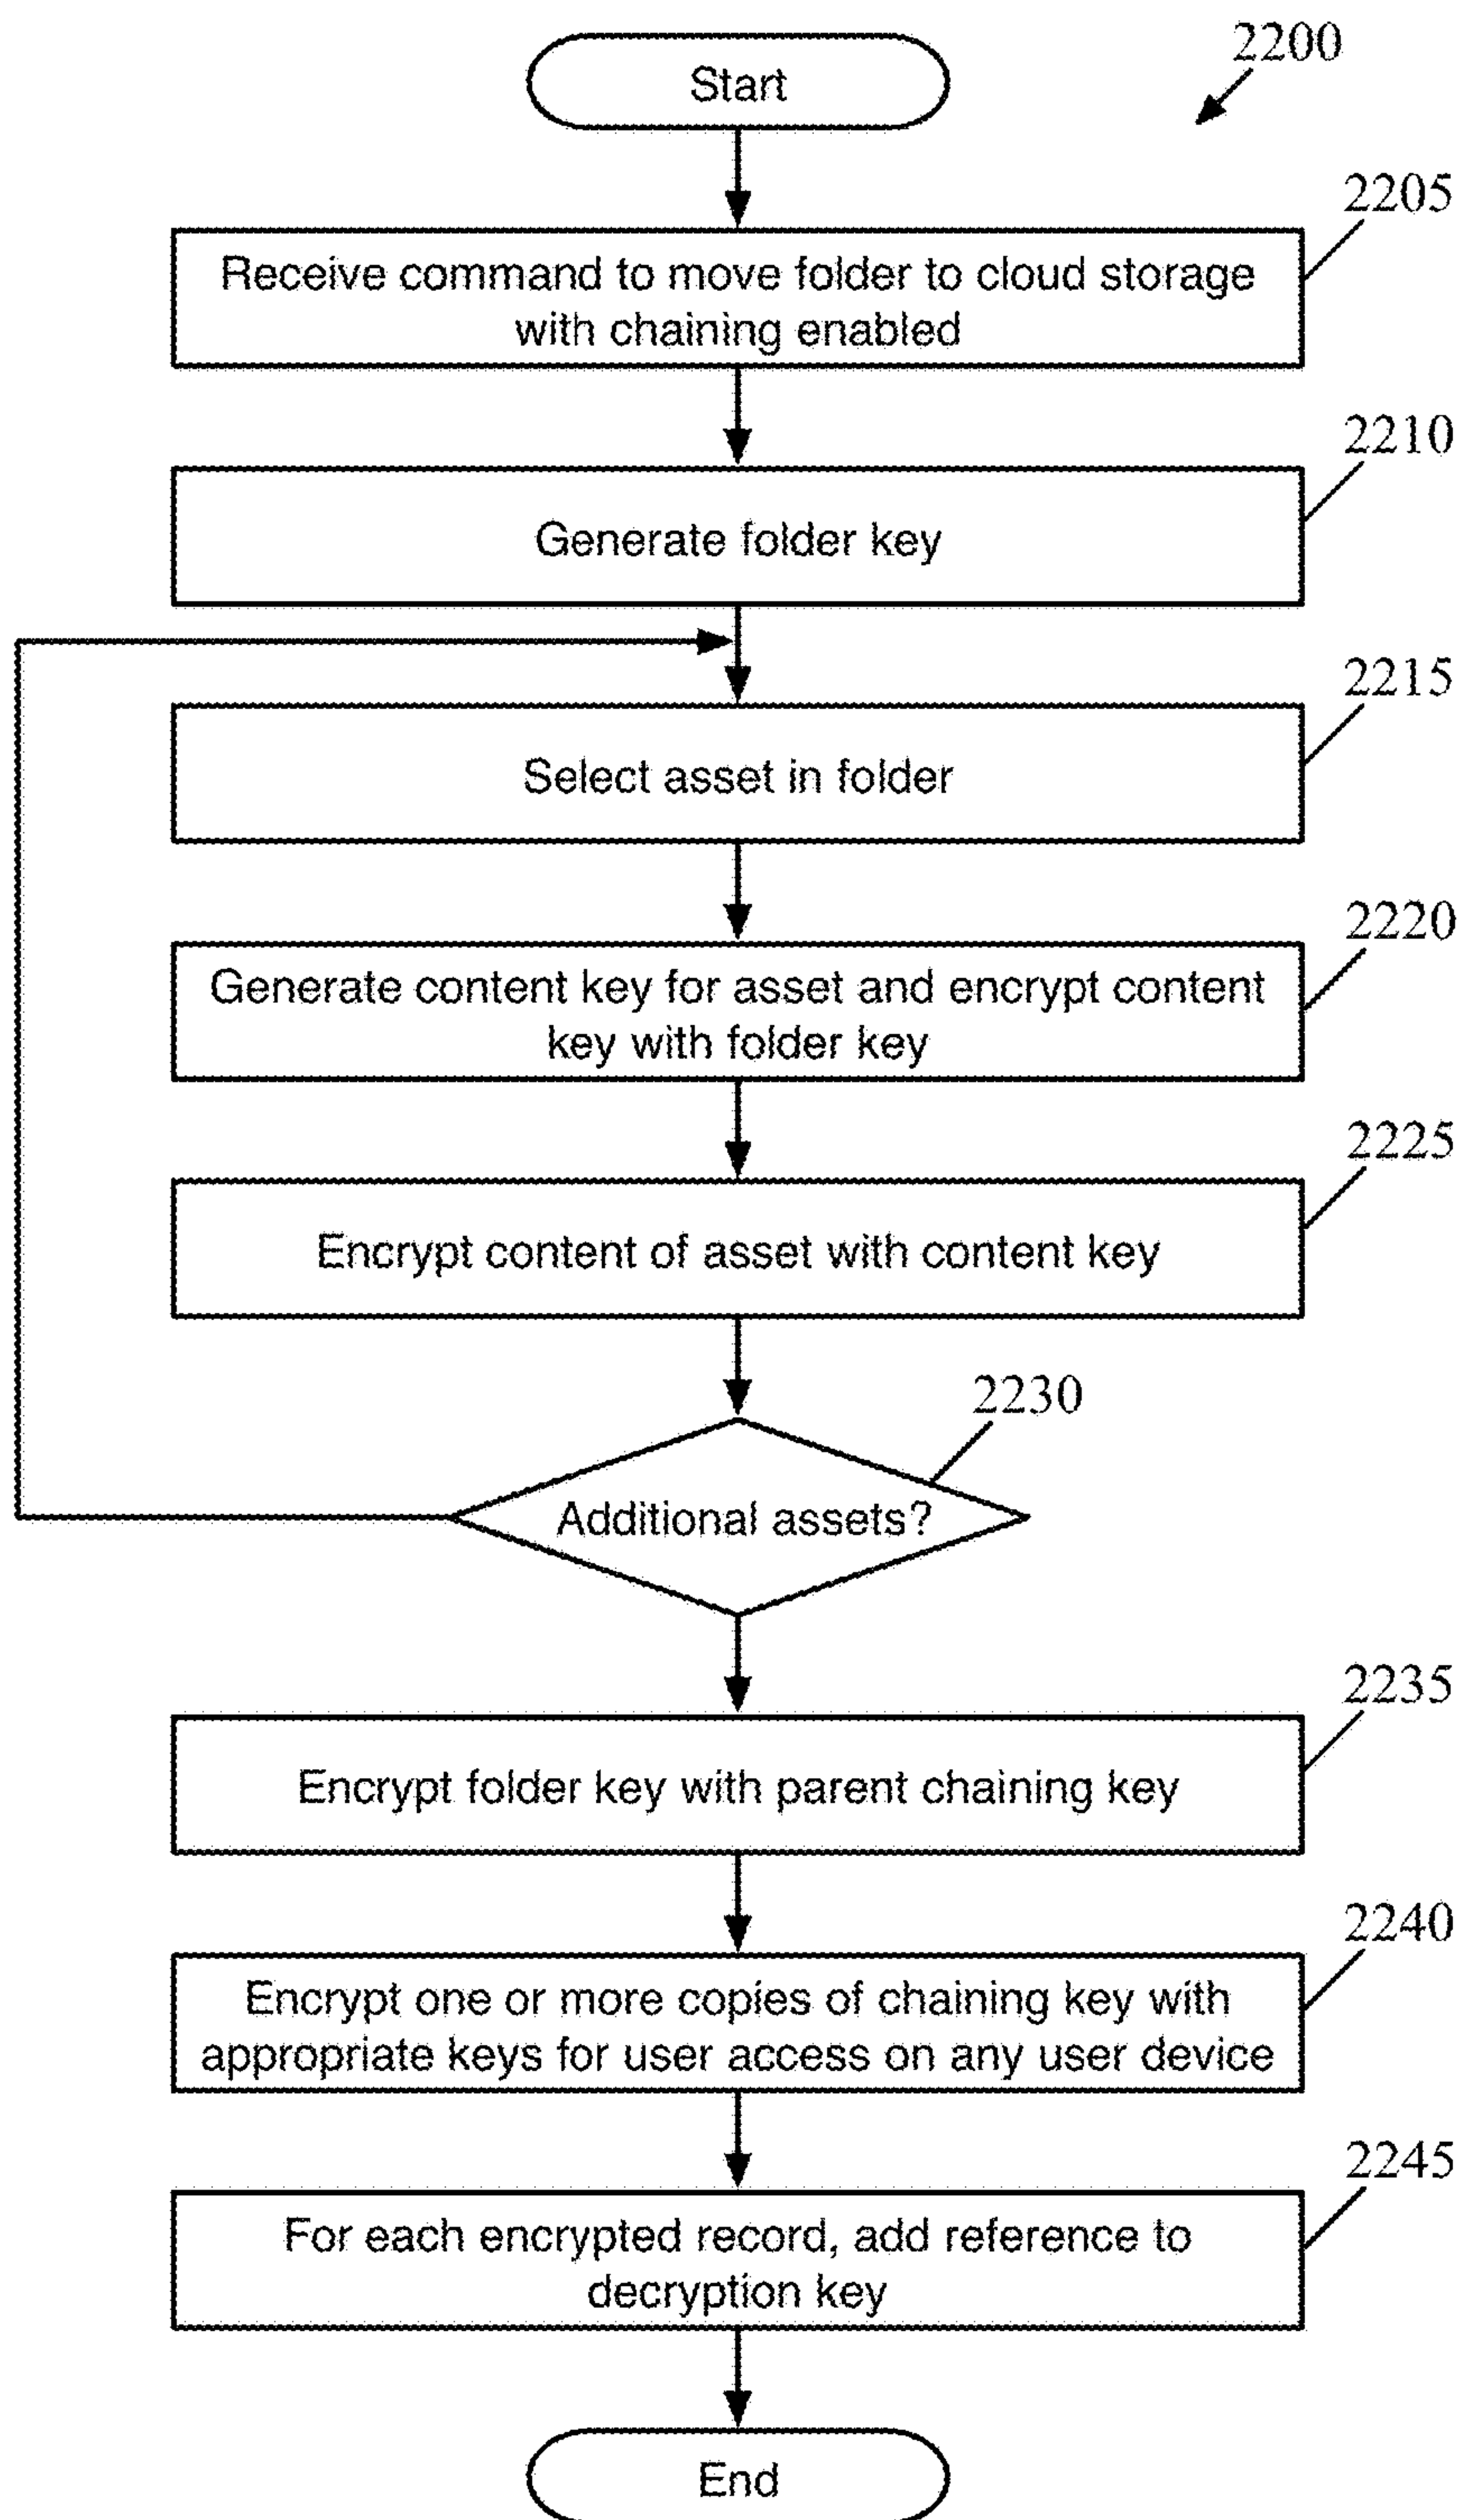 2200
Start
2205
Receive command to move folder to cloud storage
with chaining enabled
2210
Generate folder key
2215
Select asset in folder
2220
Generate content key for asset and encrypt content
key with folder key
2225
Encrypt content of asset with content key
2230
Additional assets?
2235
Encrypt folder key with parent chaining key
2240
Encrypt one or more copies of chaining key with
appropriate keys for user access on any user device
2245
For each encrypted record, add reference to
decryption key
End